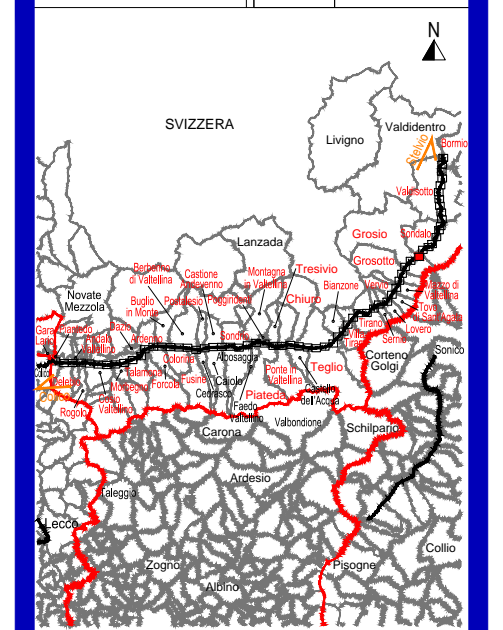 N
SVIZZERA
Livigno
Valdidentro
Stelvio
Bormio
Valdisotto
Grosio
Sondalo
Lanzada
Grosotto
Tresivio
Berbenno
di Valtellina
Castione
Andevenno
Montagna
in Valtellina
Bianzone
Vervio
Mazzo di
Valtellina
Novate
Mezzola
Buglio
in Monte
Postalesio
Poggiridenti
Chiuro
Tovo
di Sant'Agata
Gera
Lario
Piantedo
Andalo
Valtellino
Dazio
Ardenno
Sondrio
Tirano
Villa di
Tirano
Lovero
Sernio
Colorina
Albosaggia
Corteno
Golgi
Sonico
Colico
Delebio
Talamona
Forcola
Fusine
Caiolo
Cedrasco
Ponte in
Valtellina
Teglio
Morbegno
Cosio
Valtellino
Rogolo
Piateda
Castello
dell'Acqua
Faedo
Valtellino
Valbondione
Carona
Schilpario
Ardesio
Taleggio
Lecco
Zogno
Albino
Pisogne
Collio